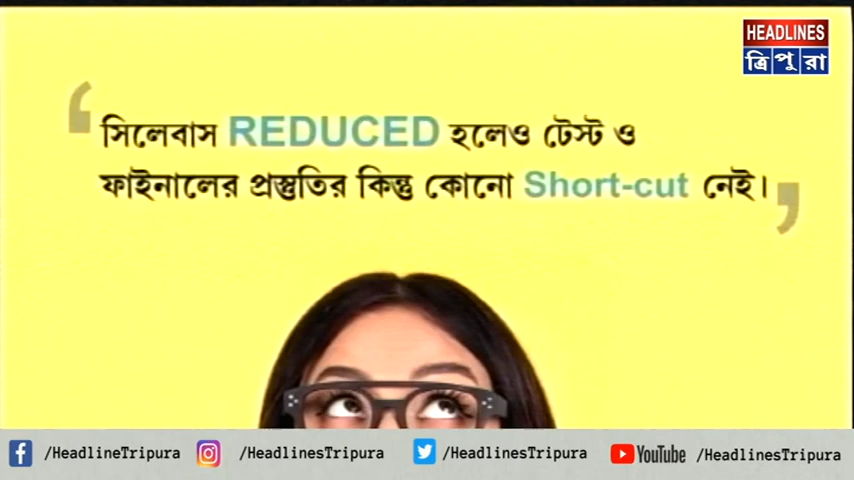 HEADLINES
ত্রিপুরা
‘সিলেবাস REDUCED হলেও টেস্ট ও
ফাইনালের প্রস্তুতির কিন্তু কোনো Short-cut নেই।’
/HeadlineTripura /HeadlinesTripura /HeadlinesTripura YouTube /HeadlinesTripura